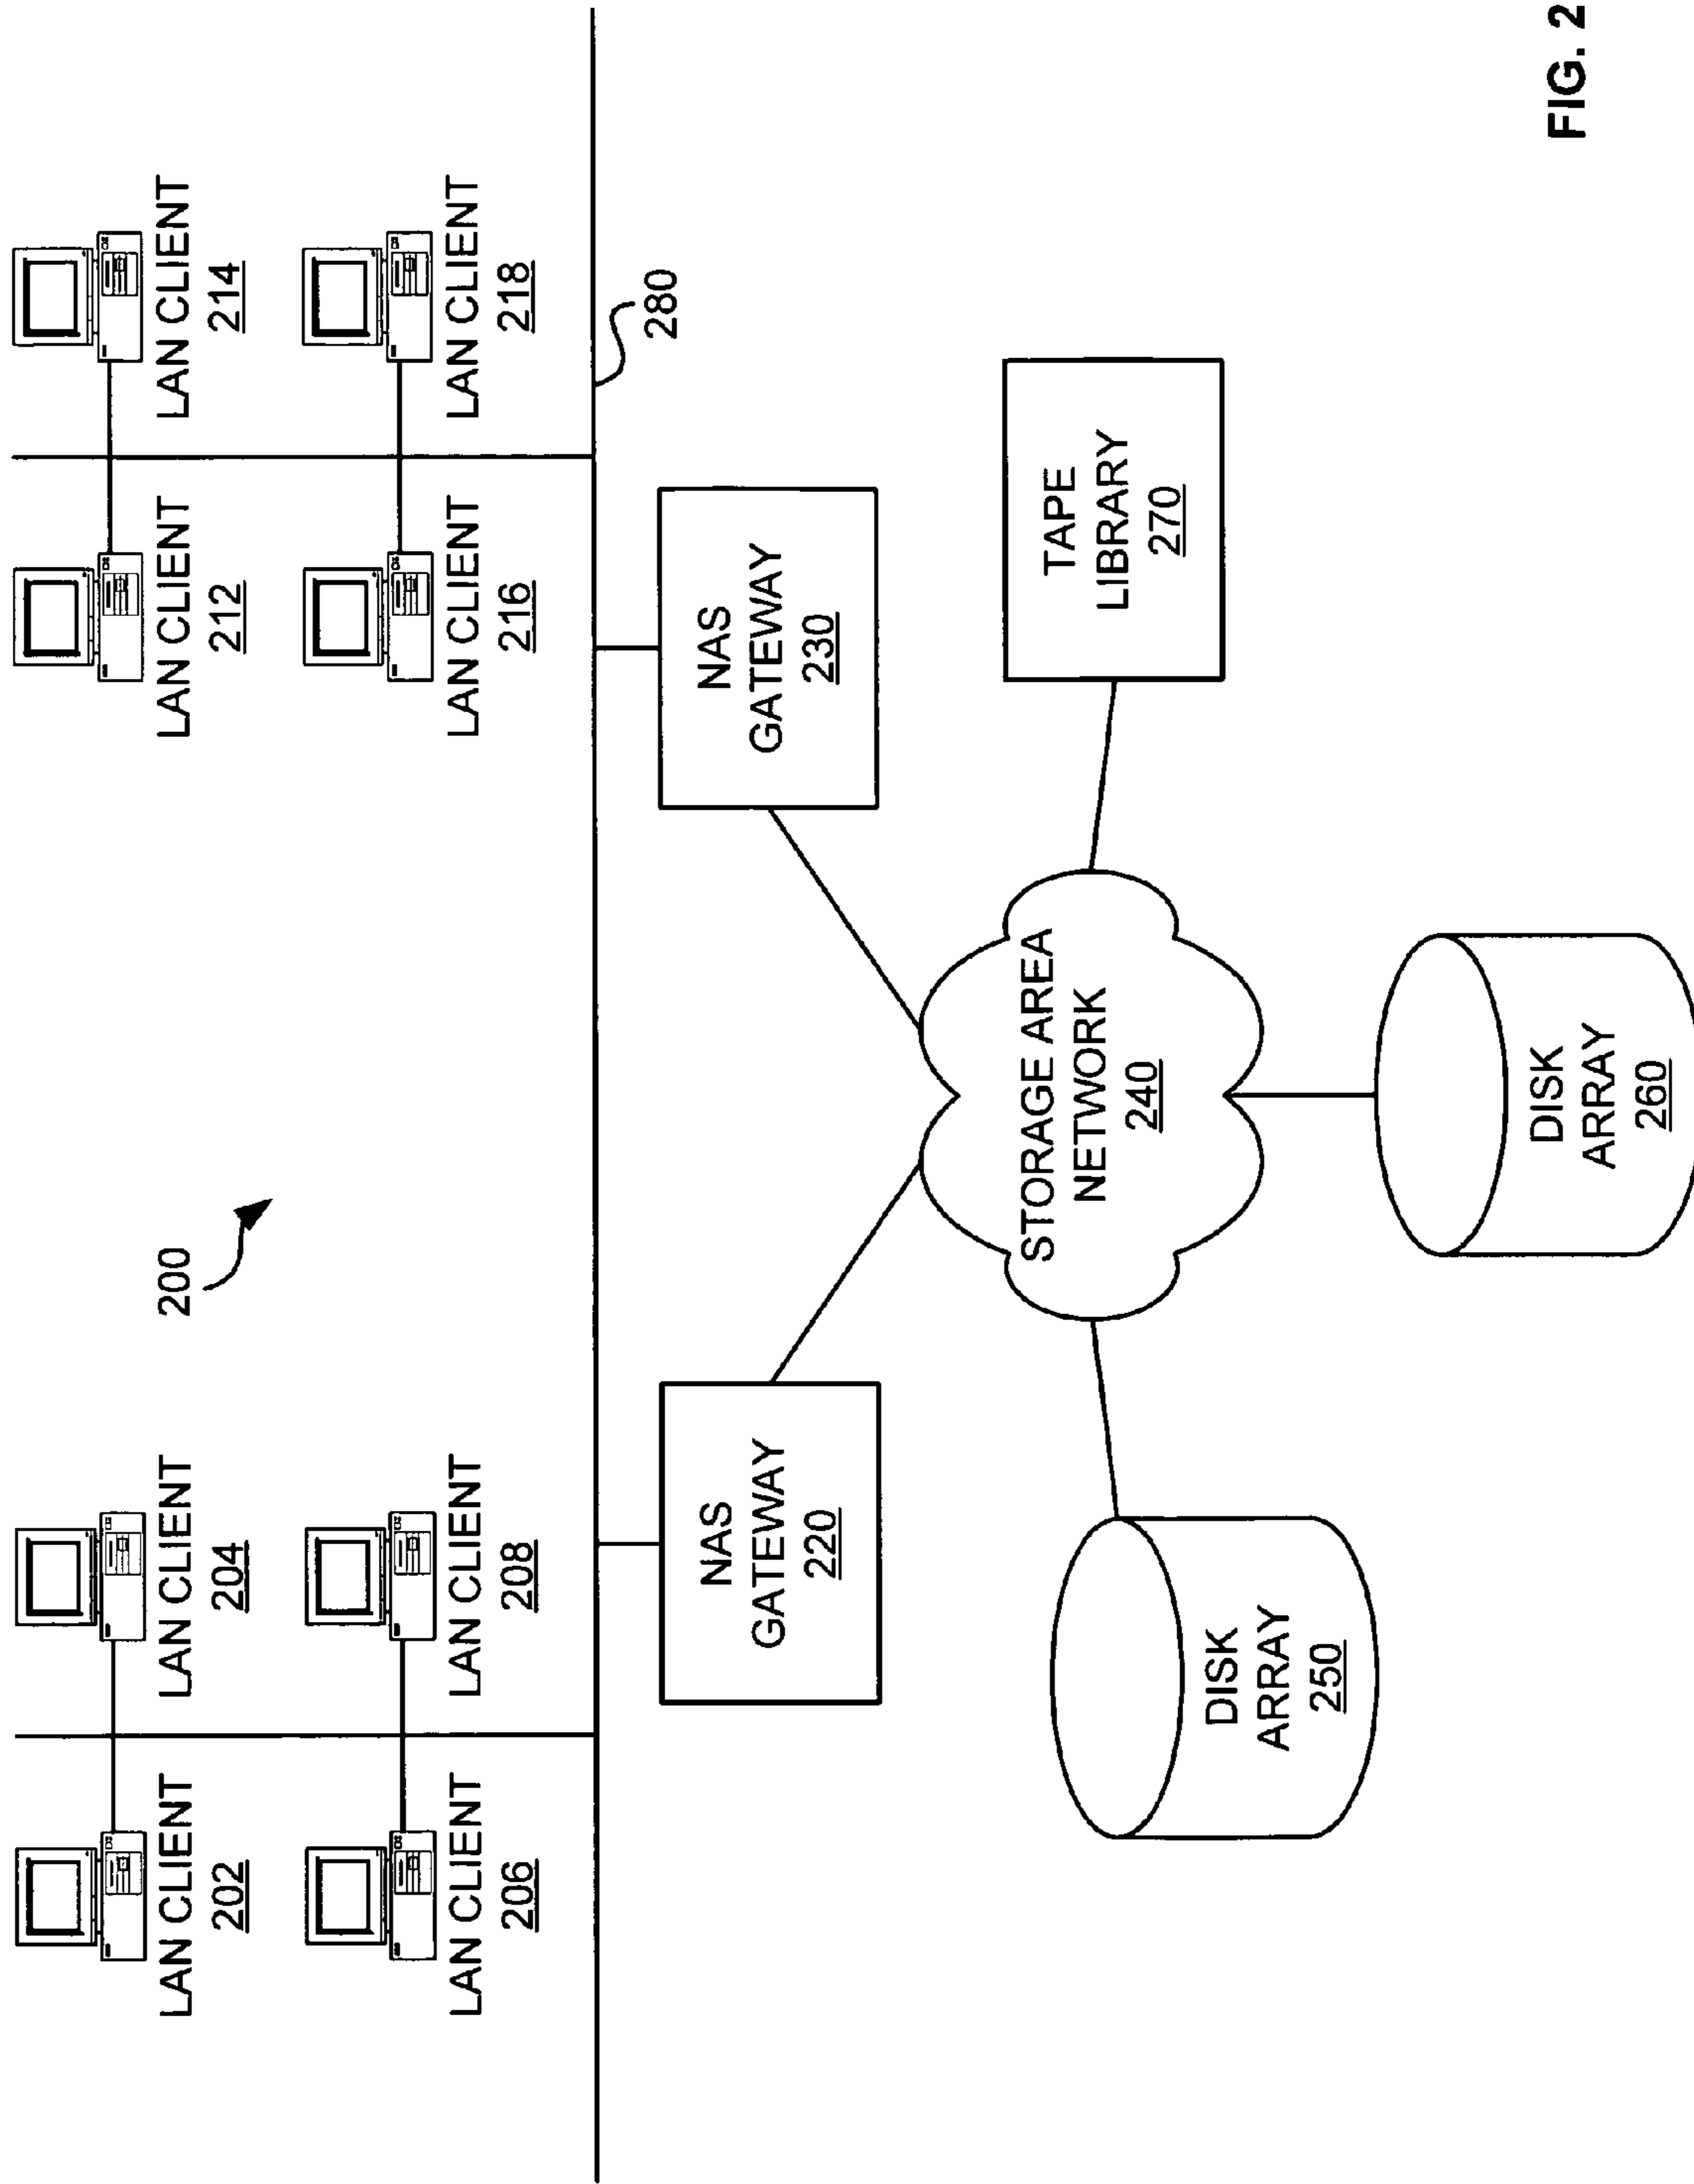 200
LAN CLIENT
202
LAN CLIENT
204
LAN CLIENT
212
LAN CLIENT
214
LAN CLIENT
206
LAN CLIENT
208
LAN CLIENT
216
LAN CLIENT
218
280
NAS
GATEWAY
220
NAS
GATEWAY
230
STORAGE AREA
NETWORK
240
DISK
ARRAY
250
DISK
ARRAY
260
TAPE
LIBRARY
270
FIG. 2